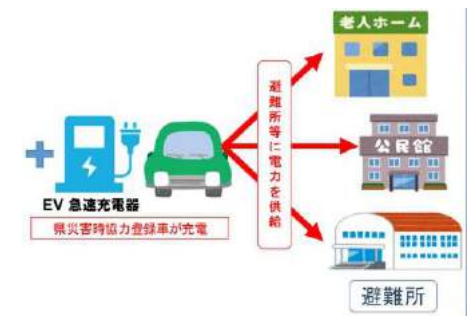 老人ホーム
避難所等に電力を供給
公民館
EV 急速充電器
県災害時協力登録車が充電
避難所